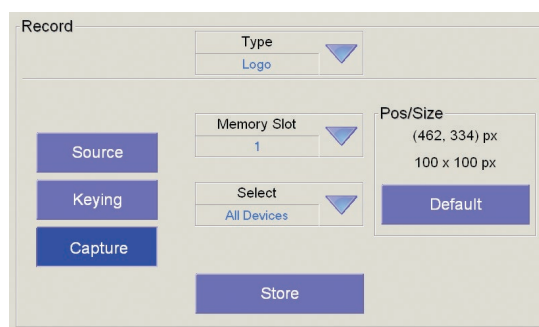 Record
Type
Logo
Memory Slot
1
Select
All Devices
Pos/Size
(462, 334) px
100 x 100 px
Default
Source
Keying
Capture
Store